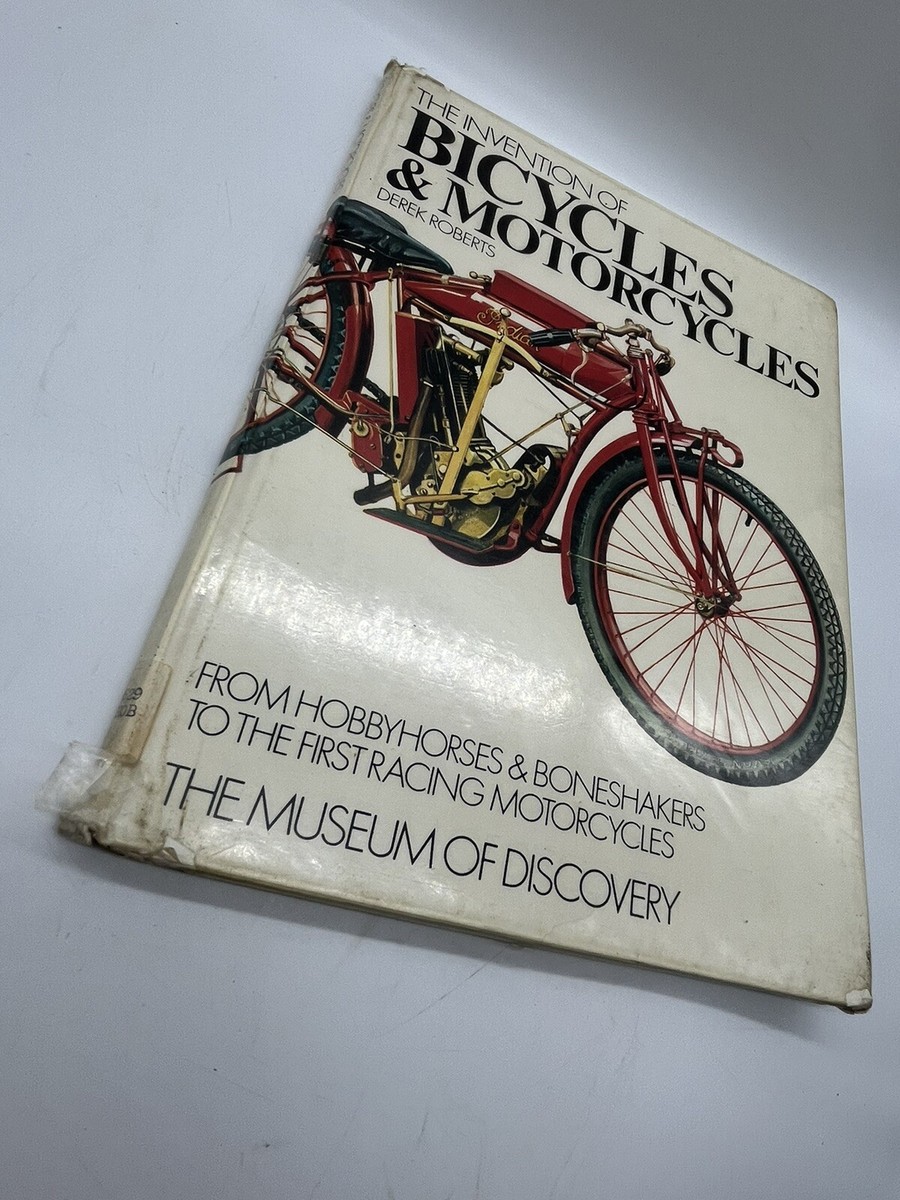 THE INVENTION OF
BICYCLES
& MOTORCYCLES
DEREK ROBERTS
Indian
FROM HOBBYHORSES & BONESHAKERS
TO THE FIRST RACING MOTORCYCLES
THE MUSEUM OF DISCOVERY